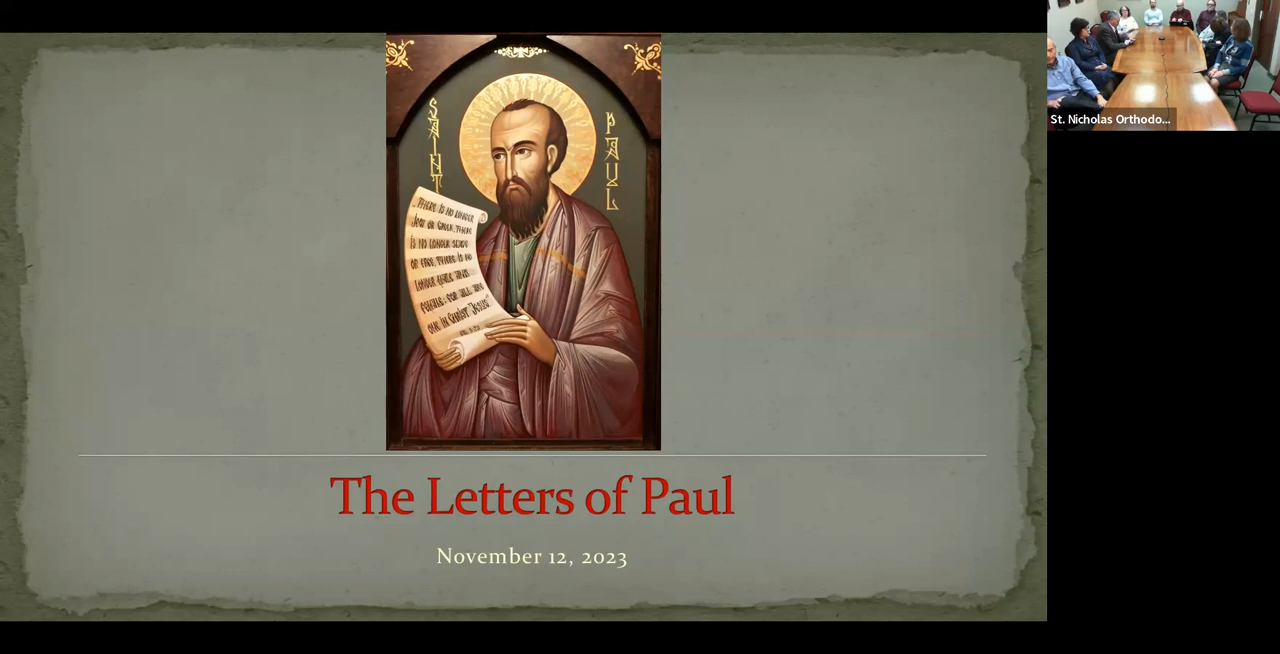 SAINT
PAUL
THERE IS NO LONGER
JEW OR GREEK, THERE
IS NO LONGER SLAVE
OR FREE, THERE IS NO
LONGER MALE AND
FEMALE; FOR ALL ARE
ONE IN CHRIST JESUS
The Letters of Paul
November 12, 2023
St. Nicholas Orthodo...